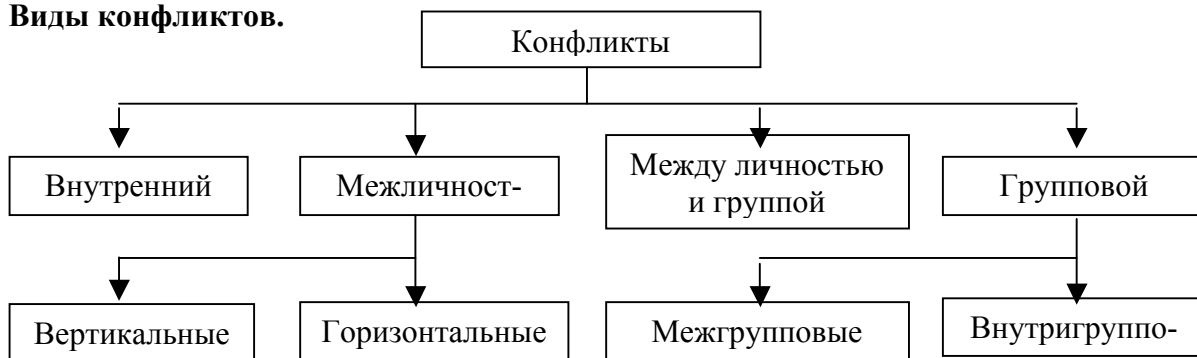 Виды конфликтов.
Конфликты
Внутренний
Межличност-
Между личностью
и группой
Групповой
Вертикальные
Горизонтальные
Межгрупповые
Внутригруппо-